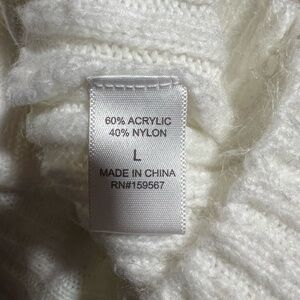 60% ACRYLIC
40% NYLON
L
MADE IN CHINA
RN#159567